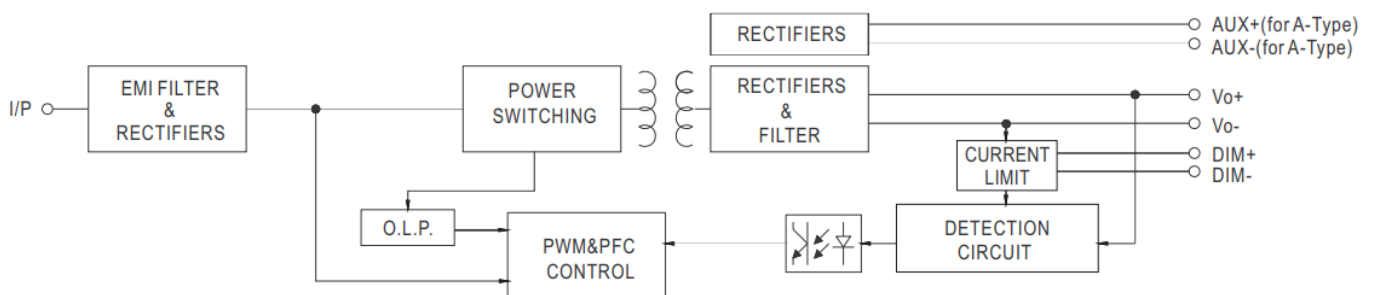 RECTIFIERS
AUX+(for A-Type)
AUX-(for A-Type)
I/P
EMI FILTER
&
RECTIFIERS
POWER
SWITCHING
RECTIFIERS
&
FILTER
Vo+
Vo-
CURRENT
LIMIT
DIM+
DIM-
O.L.P.
PWM&PFC
CONTROL
DETECTION
CIRCUIT